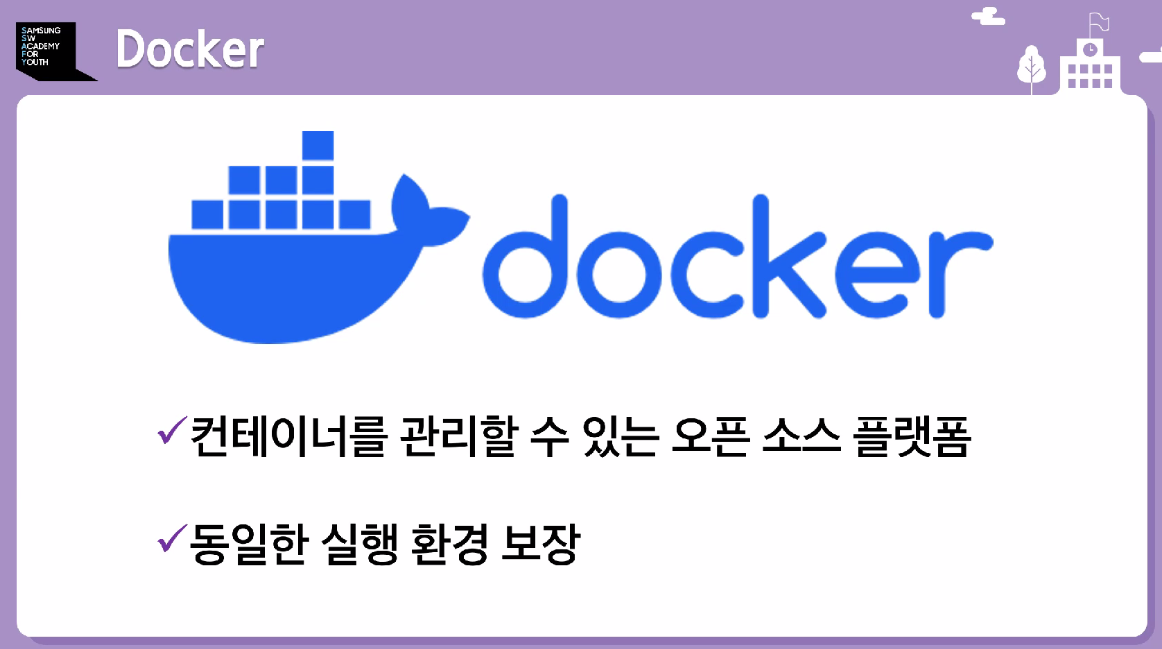 SAMSUNG
SW
ACADEMY
FOR
YOUTH
Docker
docker
✓컨테이너를 관리할 수 있는 오픈 소스 플랫폼
✓동일한 실행 환경 보장